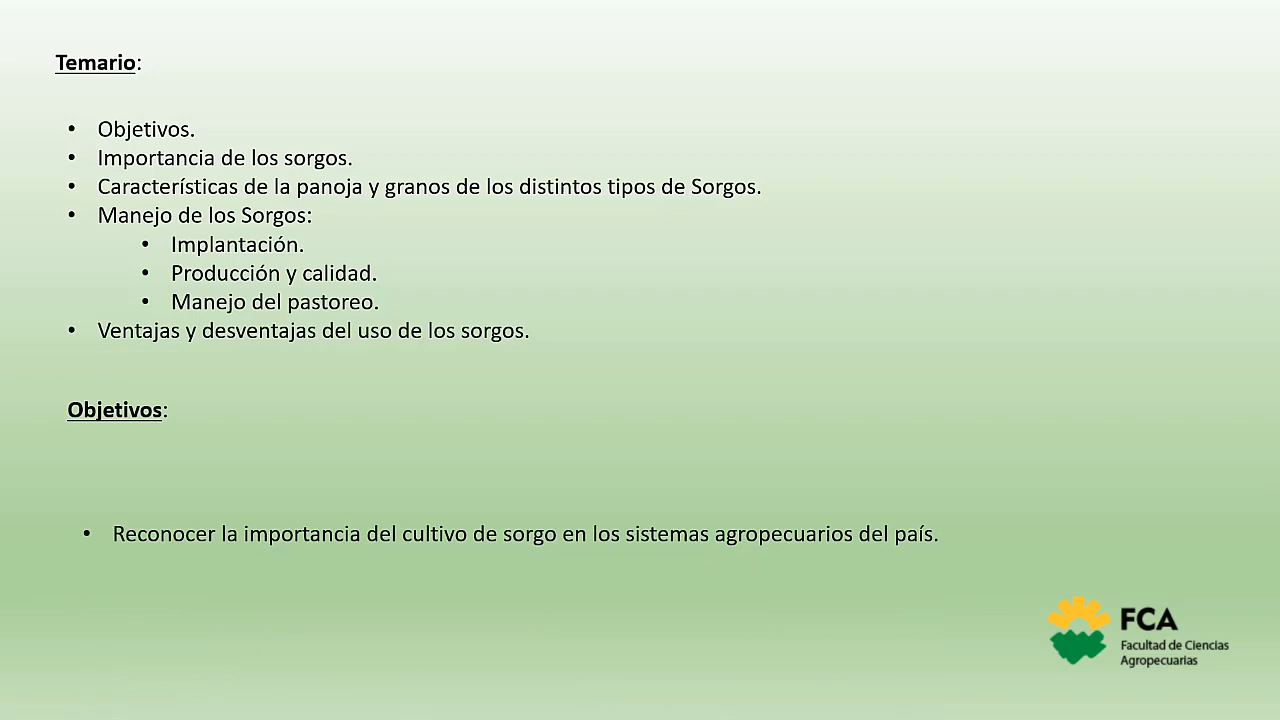 Temario:
• Objetivos.
• Importancia de los sorgos.
• Características de la panoja y granos de los distintos tipos de Sorgos.
• Manejo de los Sorgos:
• Implantación.
• Producción y calidad.
• Manejo del pastoreo.
• Ventajas y desventajas del uso de los sorgos.
Objetivos:
• Reconocer la importancia del cultivo de sorgo en los sistemas agropecuarios del país.
FCA
Facultad de Ciencias
Agropecuarias